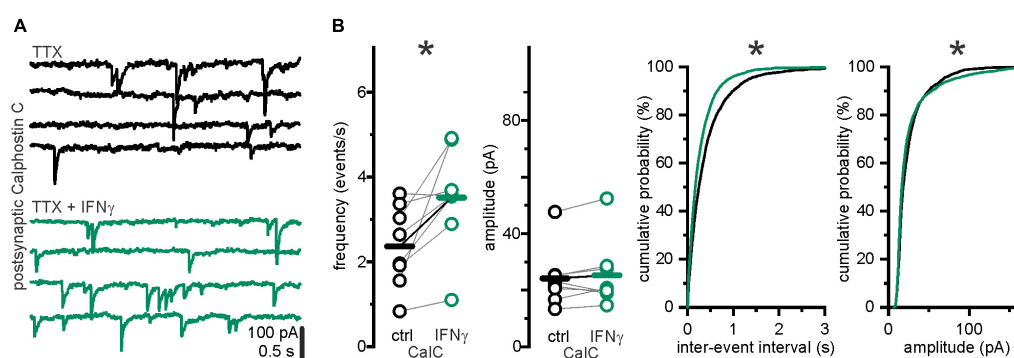 A
B
TTX
TTX + IFNγ
postsynaptic Calphostin C
100 pA
0.5 s
*
frequency (events/s)
6
4
2
0
ctrl
IFNγ
CalC
amplitude (pA)
80
40
0
ctrl
IFNγ
CalC
*
cumulative probability (%)
100
80
60
40
20
0
0
1
2
3
inter-event interval (s)
*
cumulative probability (%)
100
80
60
40
20
0
0
100
amplitude (pA)